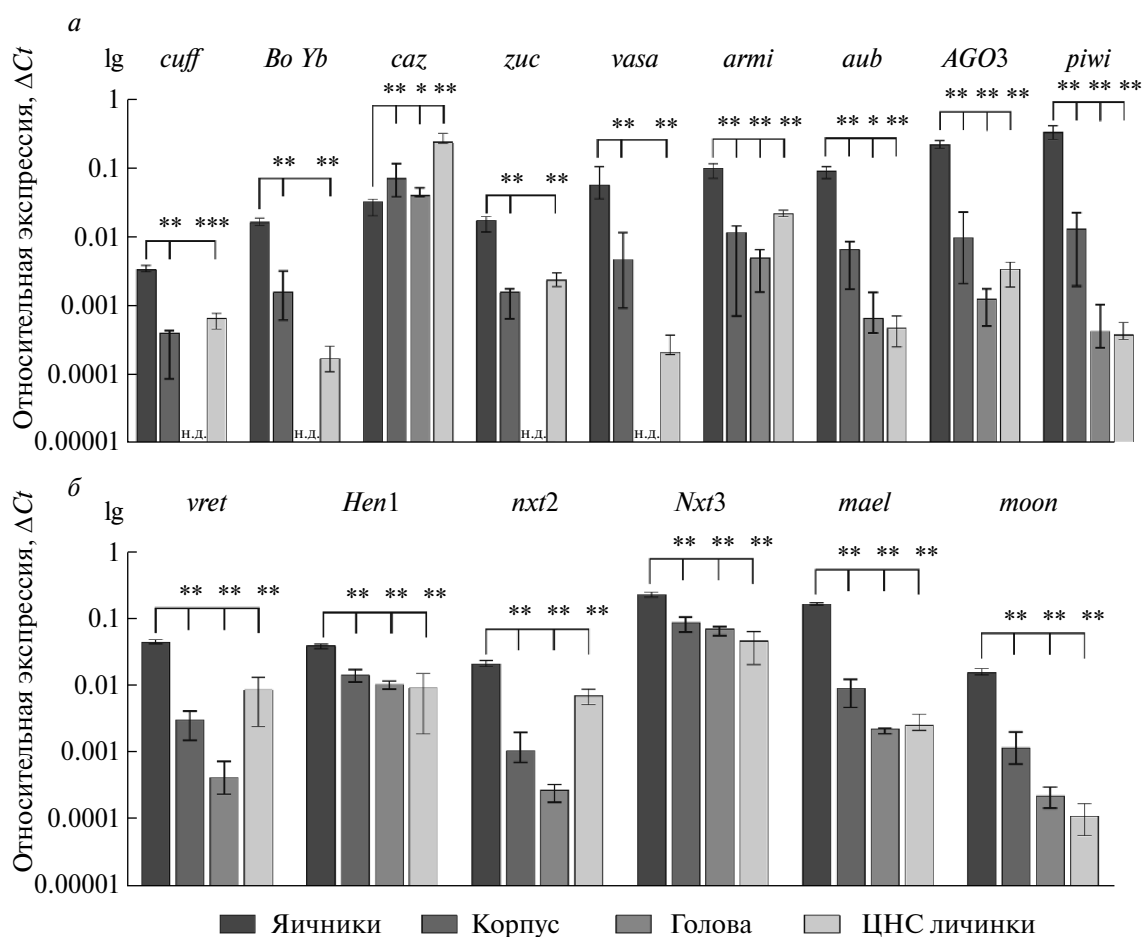 а
lg cuff Bo Yb caz zuc vasa armi aub AGO3 piwi
Относительная экспрессия, ΔCt
1
0.1
0.01
0.001
0.0001
0.00001
** ***
** **
** * **
** **
** **
** ** **
** * **
** ** **
** ** **
н.д. н.д. н.д. н.д.
б
lg vret Hen1 nxt2 Nxt3 mael moon
Относительная экспрессия, ΔCt
1
0.1
0.01
0.001
0.0001
0.00001
** ** **
** ** **
** ** **
** ** **
** ** **
** ** **
Яичники Корпус Голова ЦНС личинки